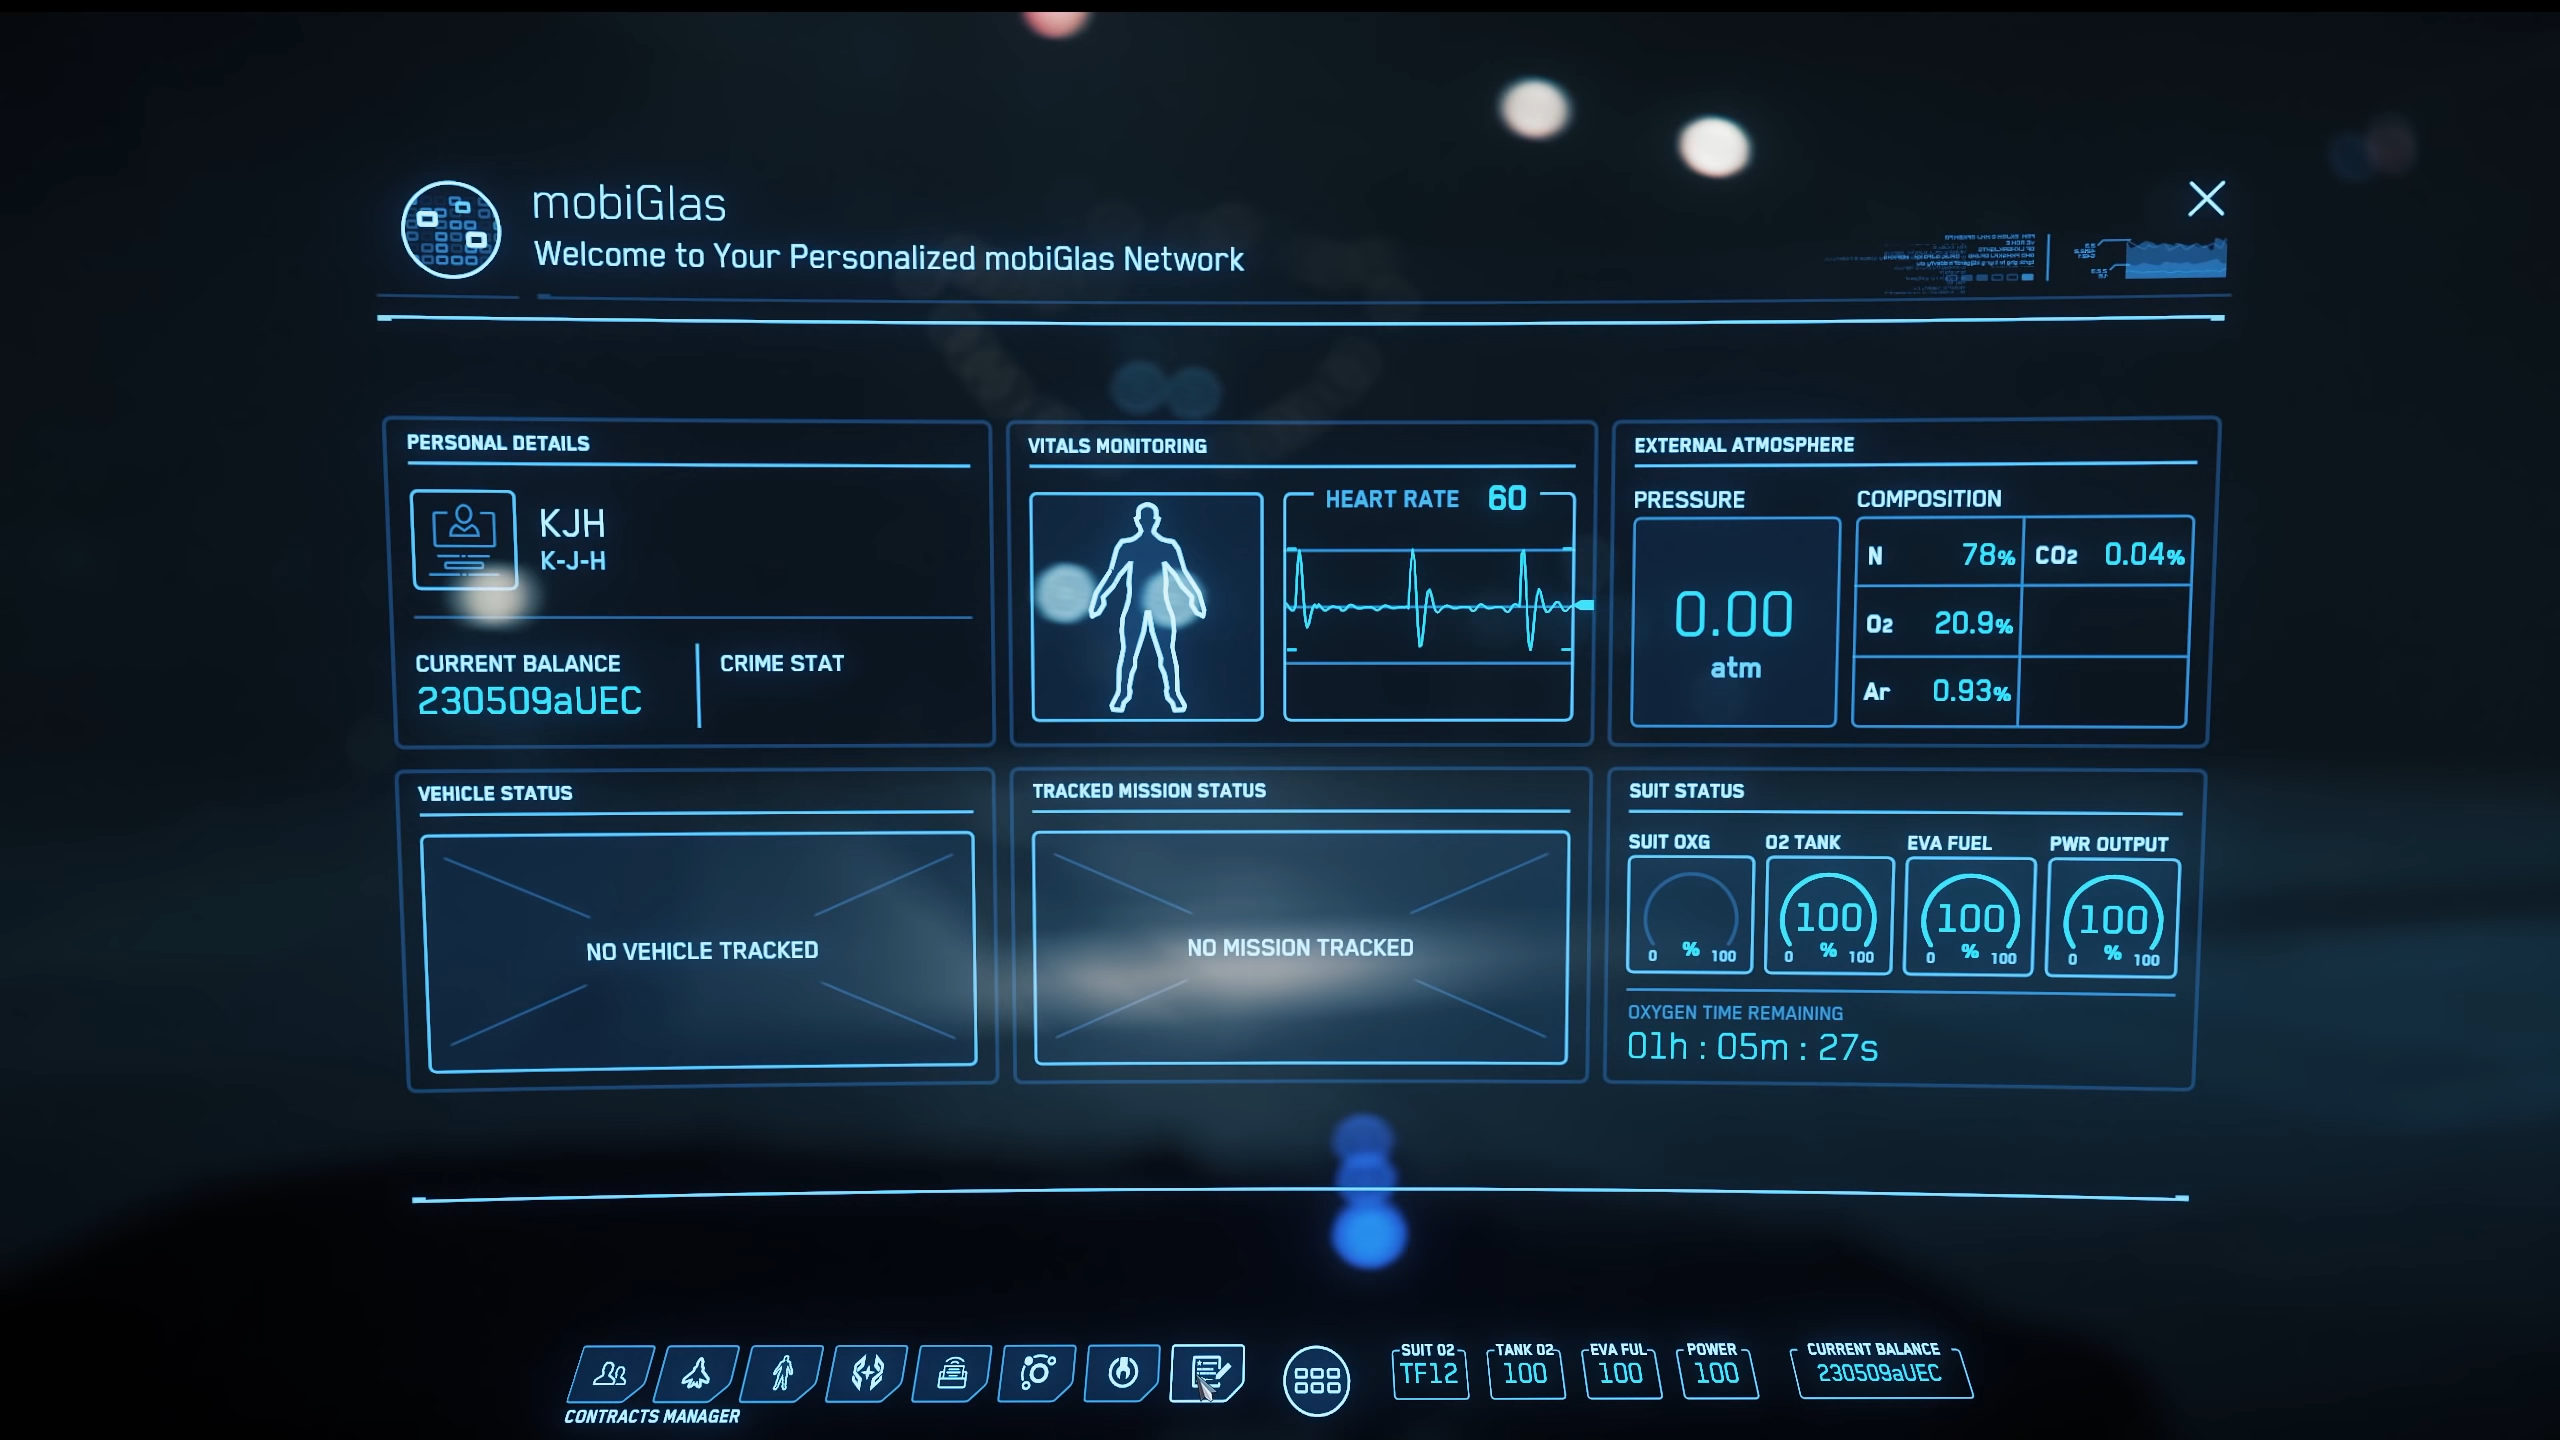 mobiGlas
Welcome to Your Personalized mobiGlas Network
PERSONAL DETAILS
KJH
K-J-H
CURRENT BALANCE
230509aUEC
CRIME STAT
VITALS MONITORING
HEART RATE 60
EXTERNAL ATMOSPHERE
PRESSURE
0.00
atm
COMPOSITION
N 78% CO2 0.04%
O2 20.9%
Ar 0.93%
VEHICLE STATUS
NO VEHICLE TRACKED
TRACKED MISSION STATUS
NO MISSION TRACKED
SUIT STATUS
SUIT OXG O2 TANK EVA FUEL PWR OUTPUT
100 100 100
0 % 100 0 % 100 0 % 100 0 % 100
OXYGEN TIME REMAINING
01h : 05m : 27s
CONTRACTS MANAGER
SUIT O2 TANK O2 EVA FUL POWER CURRENT BALANCE
TF12 100 100 100 230509aUEC